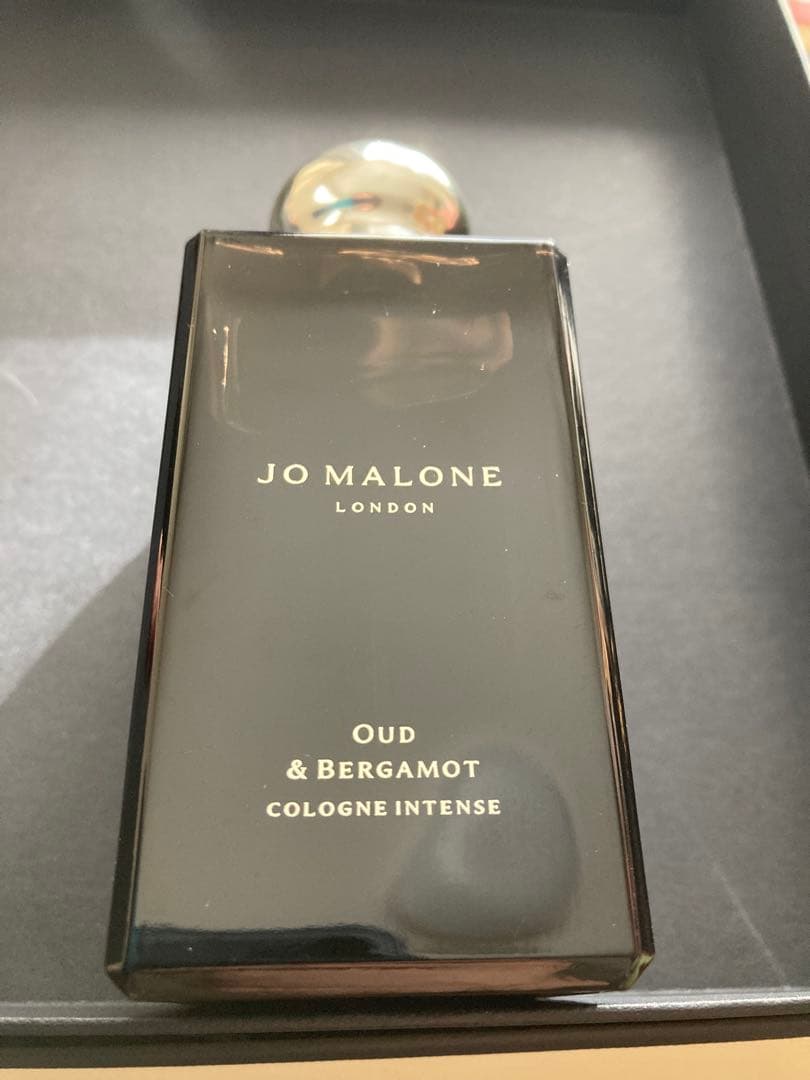 JO MALONE
LONDON
OUD
& BERGAMOT
COLOGNE INTENSE